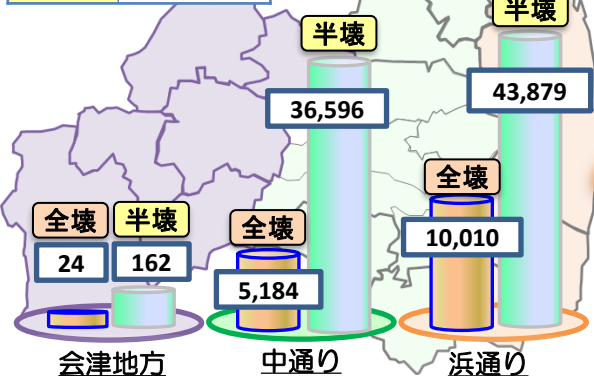 半壊
半壊
36,596
43,879
全壊
全壊
半壊
全壊
10,010
24
162
5,184
会津地方
中通り
浜通り